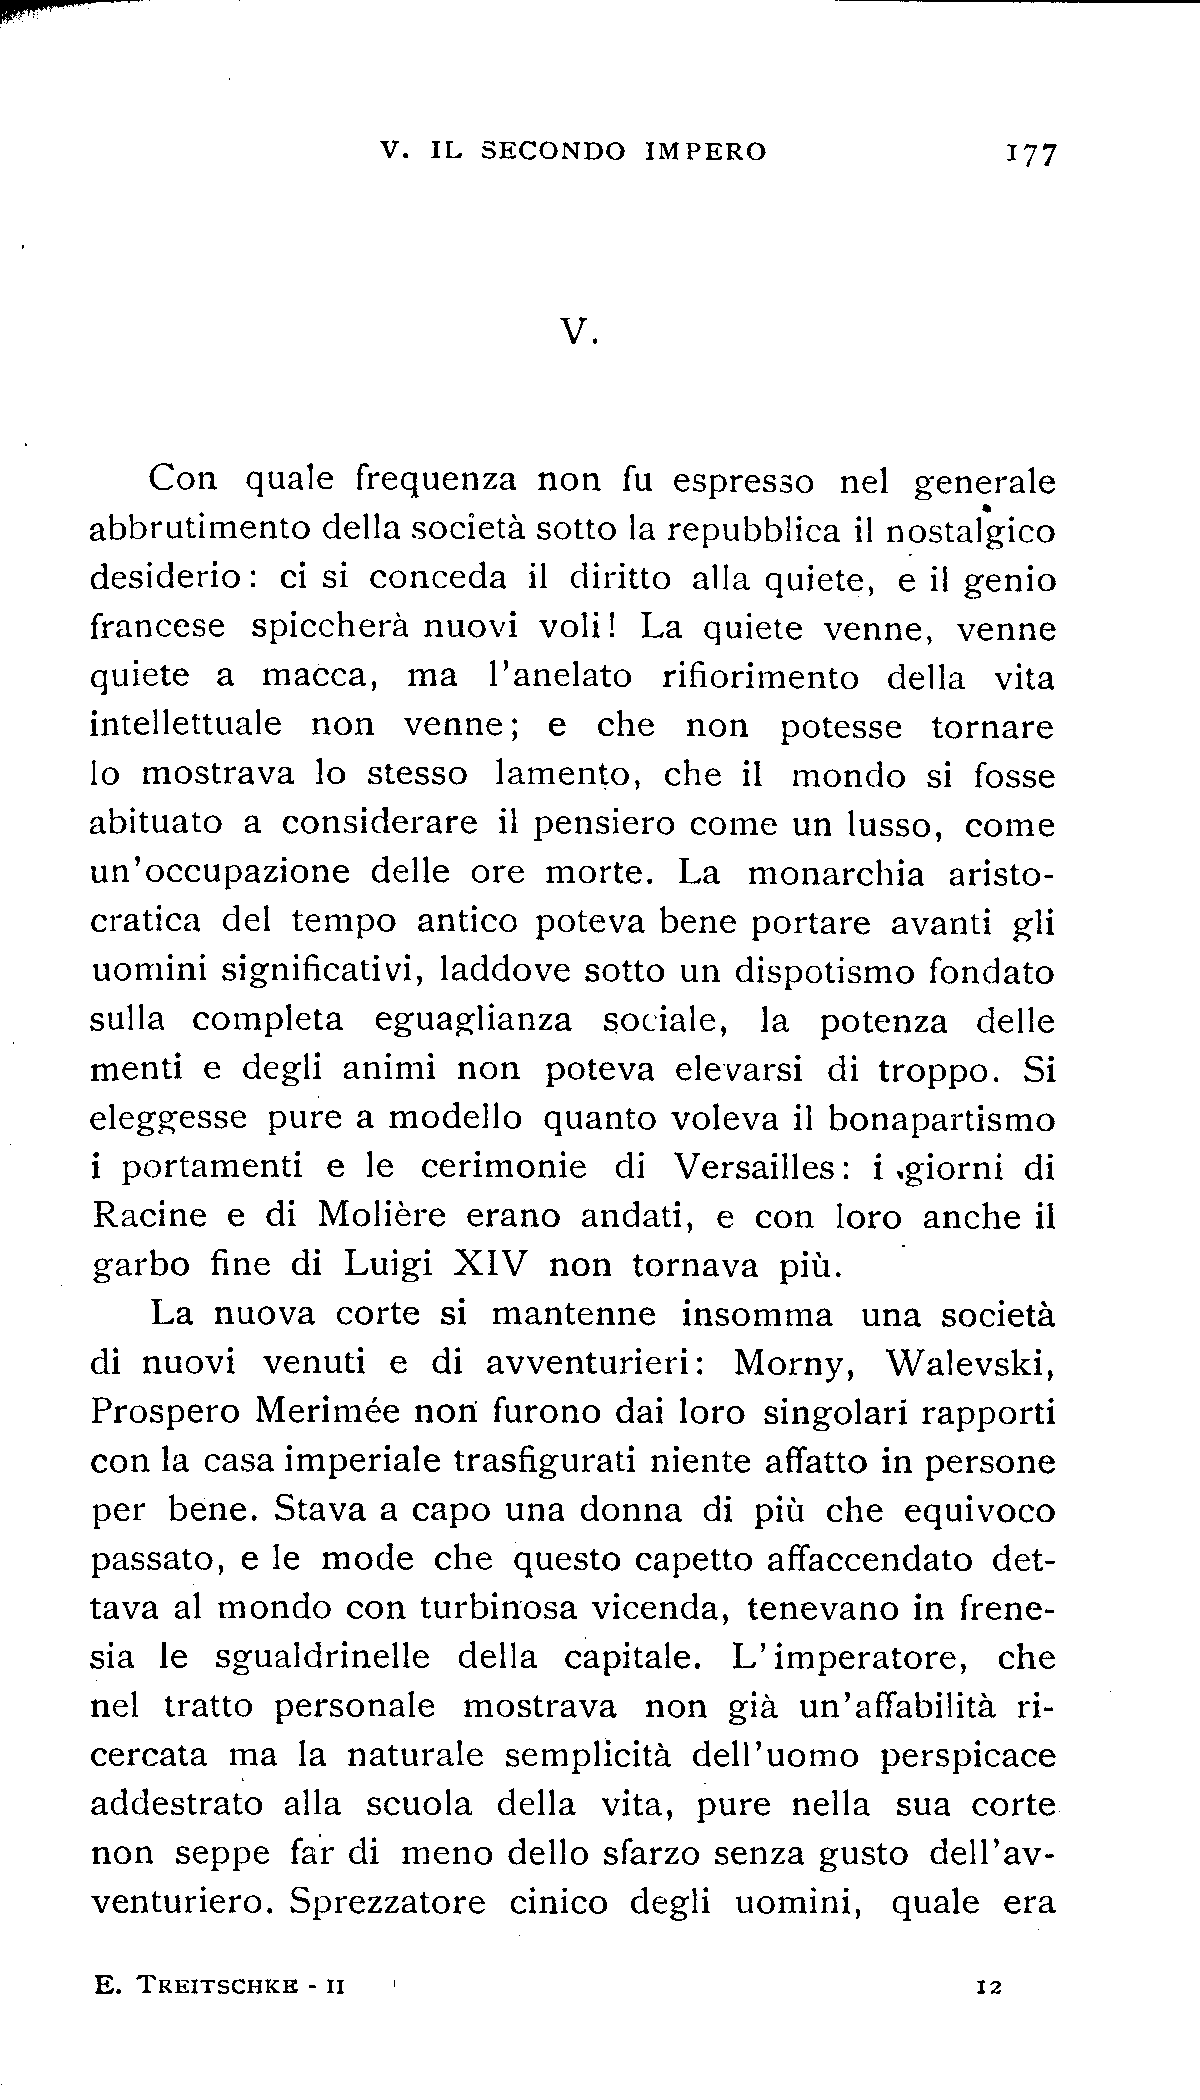 V. IL SECONDO IMPERO 177
V.
Con quale frequenza non fu espresso nel generale
abbrutimento della società sotto la repubblica il nostalgico
desiderio: ci si conceda il diritto alla quiete, e il genio
francese spiccherà nuovi voli! La quiete venne, venne
quiete a macca, ma l'anelato rifiorimento della vita
intellettuale non venne; e che non potesse tornare
lo mostrava lo stesso lamento, che il mondo si fosse
abituato a considerare il pensiero come un lusso, come
un'occupazione delle ore morte. La monarchia aristo-
cratica del tempo antico poteva bene portare avanti gli
uomini significativi, laddove sotto un dispotismo fondato
sulla completa eguaglianza sociale, la potenza delle
menti e degli animi non poteva elevarsi di troppo. Si
eleggesse pure a modello quanto voleva il bonapartismo
i portamenti e le cerimonie di Versailles: i giorni di
Racine e di Molière erano andati, e con loro anche il
garbo fine di Luigi XIV non tornava più.
La nuova corte si mantenne insomma una società
di nuovi venuti e di avventurieri: Morny, Walevski,
Prospero Merimée non furono dai loro singolari rapporti
con la casa imperiale trasfigurati niente affatto in persone
per bene. Stava a capo una donna di più che equivoco
passato, e le mode che questo capetto affaccendato det-
tava al mondo con turbinosa vicenda, tenevano in frene-
sia le sgualdrinelle della capitale. L'imperatore, che
nel tratto personale mostrava non già un'affabilità ri-
cercata ma la naturale semplicità dell'uomo perspicace
addestrato alla scuola della vita, pure nella sua corte
non seppe far di meno dello sfarzo senza gusto dell'av-
venturiero. Sprezzatore cinico degli uomini, quale era
E. TREITSCHKE - II 12